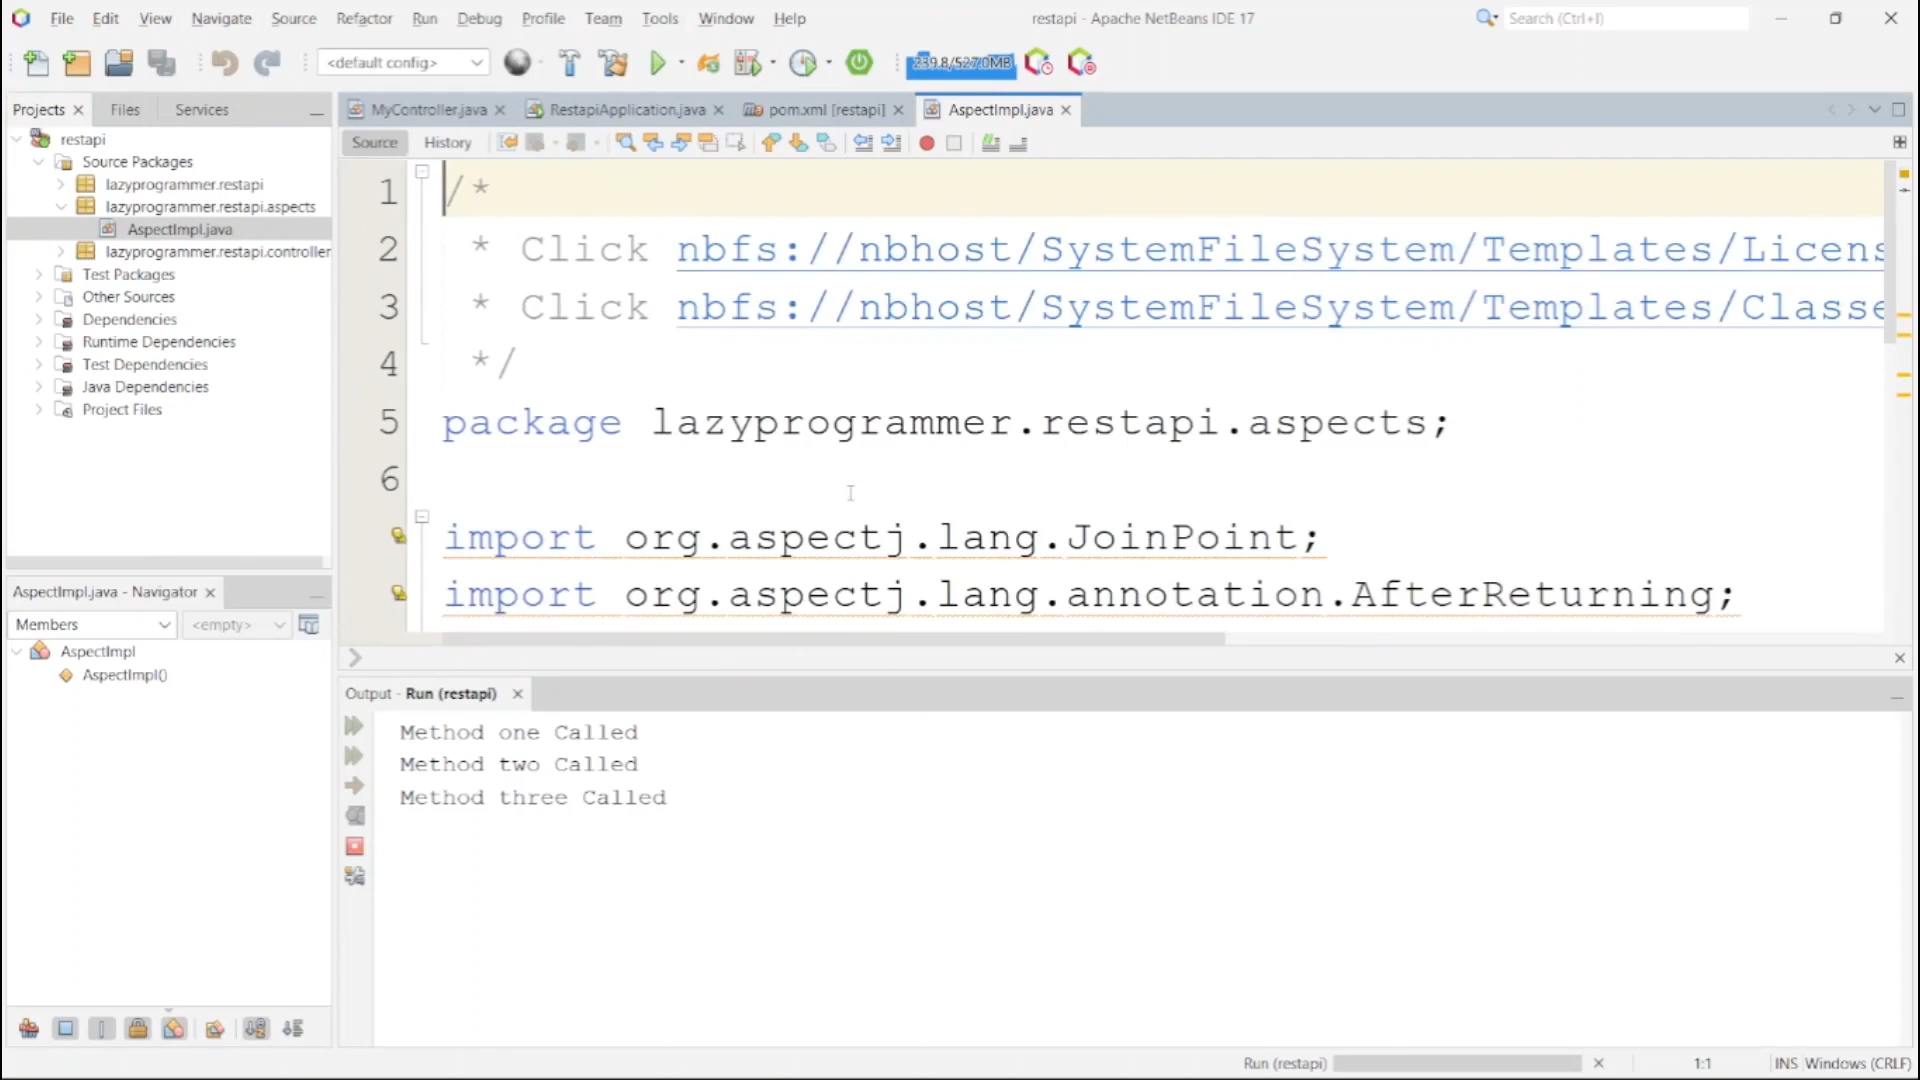 File Edit View Navigate Source Refactor Run Debug Profile Team Tools Window Help
restapi - Apache NetBeans IDE 17
Search (Ctrl+I)
<default config>
239.8/527.0MB
Projects Files Services
MyController.java RestapiApplication.java pom.xml [restapi] AspectImpl.java
Source History
restapi
Source Packages
lazyprogrammer.restapi
lazyprogrammer.restapi.aspects
AspectImpl.java
lazyprogrammer.restapi.controller
Test Packages
Other Sources
Dependencies
Runtime Dependencies
Test Dependencies
Java Dependencies
Project Files
1 /*
2 * Click nbfs://nbhost/SystemFileSystem/Templates/Licens
3 * Click nbfs://nbhost/SystemFileSystem/Templates/Classe
4 */
5 package lazyprogrammer.restapi.aspects;
6
import org.aspectj.lang.JoinPoint;
import org.aspectj.lang.annotation.AfterReturning;
AspectImpl.java - Navigator
Members <empty>
AspectImpl
AspectImpl()
Output - Run (restapi)
Method one Called
Method two Called
Method three Called
Run (restapi) 1:1 INS Windows (CRLF)